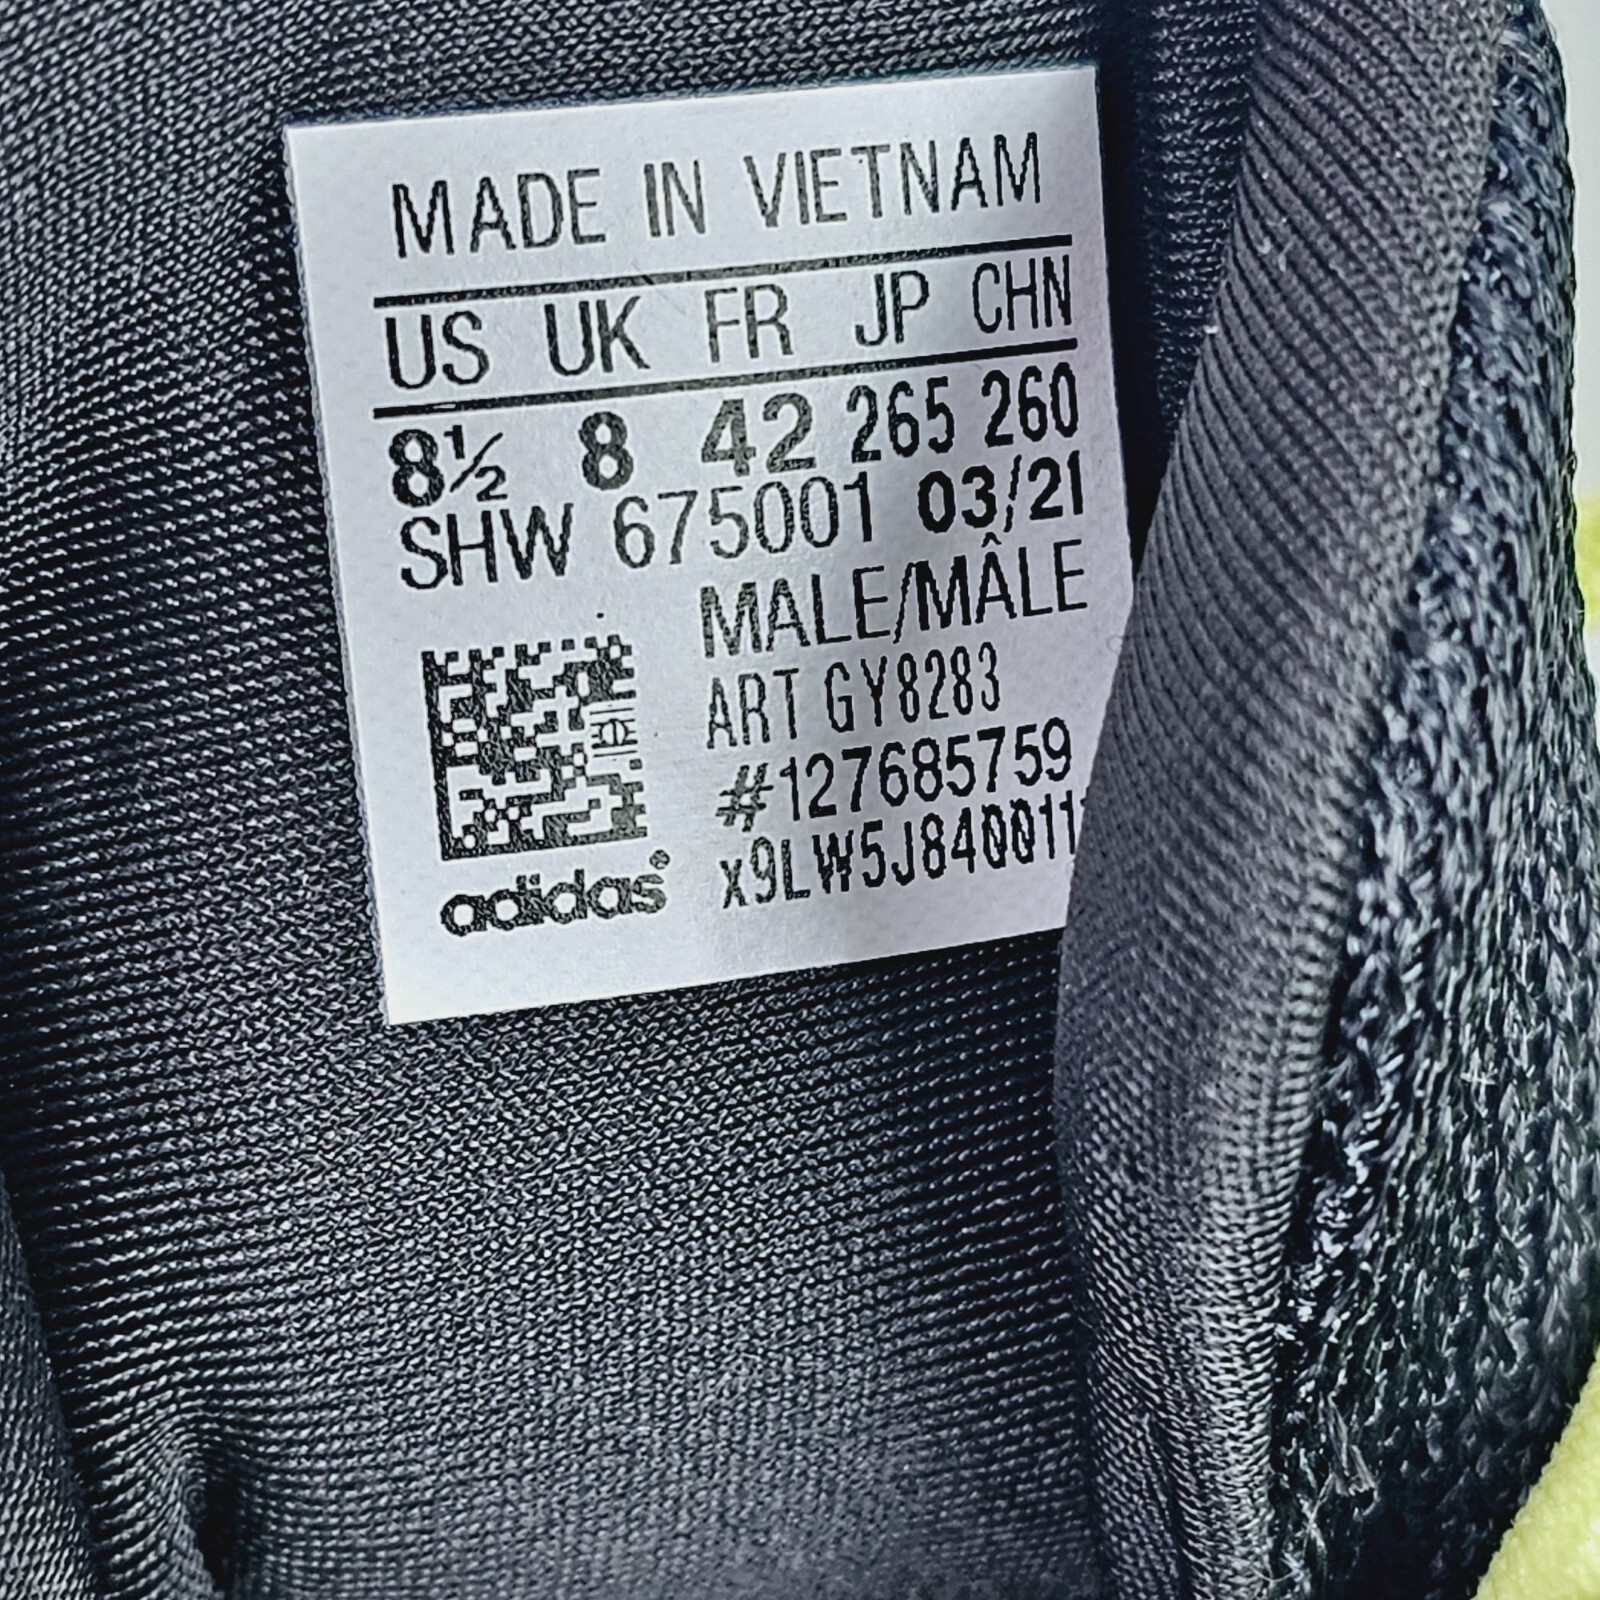 MADE IN VIETNAM
US UK FR JP CHN
8½ 8 42 265 260
SHW 675001 03/21
MALE/MÂLE
ART GY8283
#127685759
x9LW5J840011
adidas®